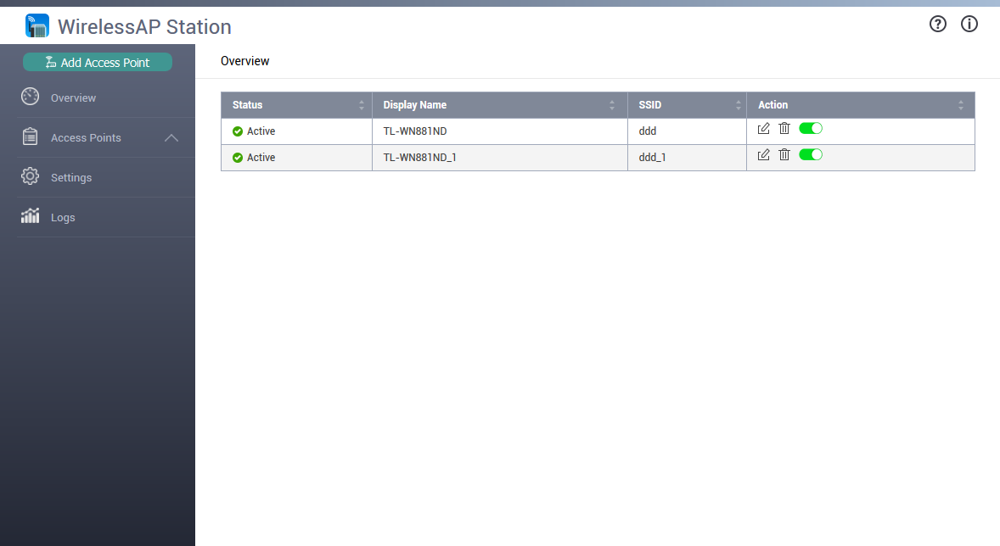 WirelessAP Station
Add Access Point
Overview
Access Points
Settings
Logs
Overview
Status Display Name SSID Action
Active TL-WN881ND ddd
Active TL-WN881ND_1 ddd_1